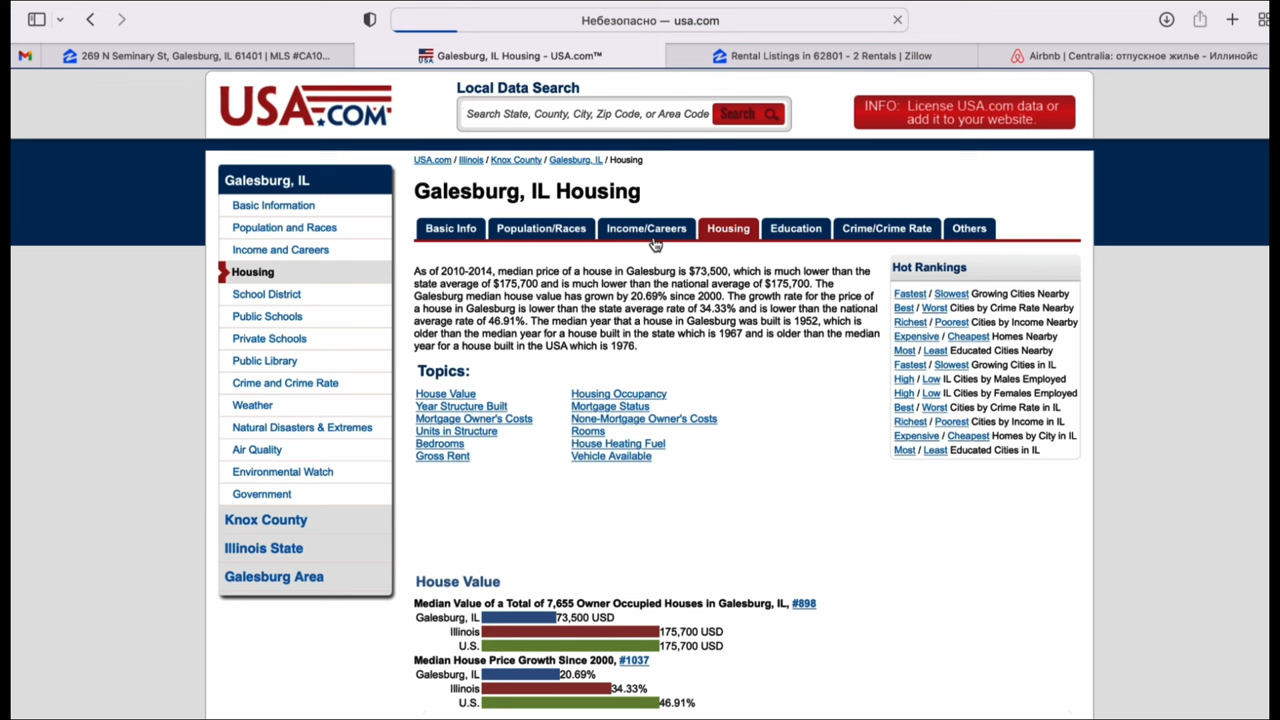 Небезопасно — usa.com
269 N Seminary St, Galesburg, IL 61401 | MLS #CA10...
Galesburg, IL Housing - USA.com™
Rental Listings in 62801 - 2 Rentals | Zillow
Airbnb | Centralia: отпускное жилье - Иллинойс
USA.COM
Local Data Search
Search State, County, City, Zip Code, or Area Code
Search
INFO: License USA.com data or
add it to your website.
USA.com / Illinois / Knox County / Galesburg, IL / Housing
Galesburg, IL Housing
Basic Info
Population/Races
Income/Careers
Housing
Education
Crime/Crime Rate
Others
Galesburg, IL
Basic Information
Population and Races
Income and Careers
Housing
School District
Public Schools
Private Schools
Public Library
Crime and Crime Rate
Weather
Natural Disasters & Extremes
Air Quality
Environmental Watch
Government
Knox County
Illinois State
Galesburg Area
As of 2010-2014, median price of a house in Galesburg is $73,500, which is much lower than the
state average of $175,700 and is much lower than the national average of $175,700. The
Galesburg median house value has grown by 20.69% since 2000. The growth rate for the price of
a house in Galesburg is lower than the state average rate of 34.33% and is lower than the national
average rate of 46.91%. The median year that a house in Galesburg was built is 1952, which is
older than the median year for a house built in the state which is 1967 and is older than the median
year for a house built in the USA which is 1976.
Topics:
House Value
Year Structure Built
Mortgage Owner's Costs
Units in Structure
Bedrooms
Gross Rent
Housing Occupancy
Mortgage Status
None-Mortgage Owner's Costs
Rooms
House Heating Fuel
Vehicle Available
Hot Rankings
Fastest / Slowest Growing Cities Nearby
Best / Worst Cities by Crime Rate Nearby
Richest / Poorest Cities by Income Nearby
Expensive / Cheapest Homes Nearby
Most / Least Educated Cities Nearby
Fastest / Slowest Growing Cities in IL
High / Low IL Cities by Males Employed
High / Low IL Cities by Females Employed
Best / Worst Cities by Crime Rate in IL
Richest / Poorest Cities by Income in IL
Expensive / Cheapest Homes by City in IL
Most / Least Educated Cities in IL
House Value
Median Value of a Total of 7,655 Owner Occupied Houses in Galesburg, IL, #898
Galesburg, IL 73,500 USD
Illinois 175,700 USD
U.S. 175,700 USD
Median House Price Growth Since 2000, #1037
Galesburg, IL 20.69%
Illinois 34.33%
U.S. 46.91%